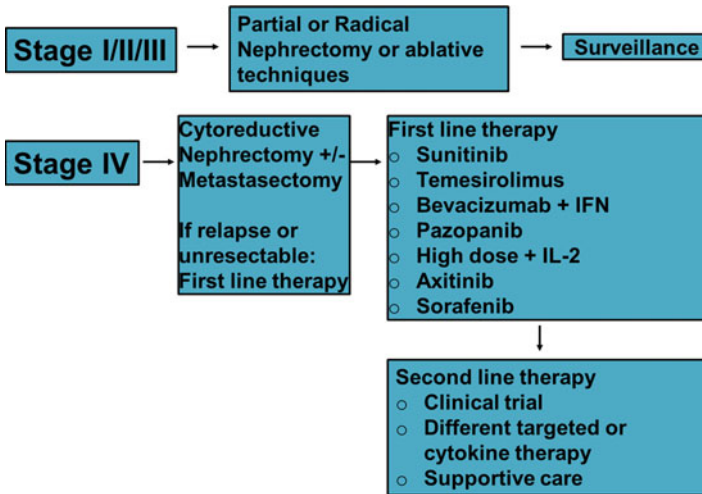 Stage I/II/III
Partial or Radical
Nephrectomy or ablative
techniques
Surveillance
Stage IV
Cytoreductive
Nephrectomy +/-
Metastasectomy
If relapse or
unresectable:
First line therapy
First line therapy
o Sunitinib
o Temesirolimus
o Bevacizumab + IFN
o Pazopanib
o High dose + IL-2
o Axitinib
o Sorafenib
Second line therapy
o Clinical trial
o Different targeted or
cytokine therapy
o Supportive care